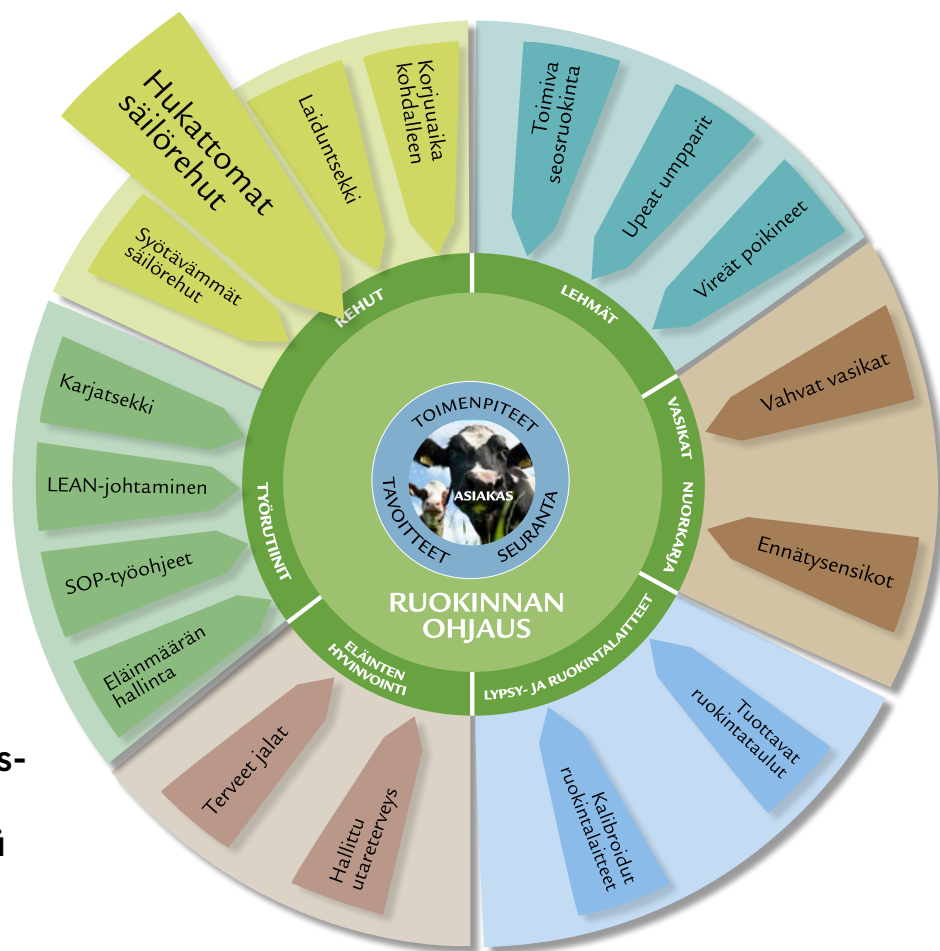 Hukattomat
säilörehut
Laiduntsekki
Korjuuaika
kohdalleen
Syötävämmät
säilörehut
REHUT
Toimiva
seosruokinta
Upeat umpparit
Vireät poikineet
LEHMÄT
Vahvat vasikat
Ennätysensikot
VASIKAT
NUORKARJA
Tuottavat
ruokintataulut
Kalibroidut
ruokintalaitteet
LYPSY- JA RUOKINTALAITTEET
Hallittu
utareterveys
Terveet jalat
ELÄINTEN
HYVINVOINTI
Eläinmäärän
hallinta
SOP-työohjeet
LEAN-johtaminen
Karjatsekki
TYÖRUTIINIT
TOIMENPITEET
SEURANTA
TAVOITTEET
ASIAKAS
RUOKINNAN
OHJAUS
s-